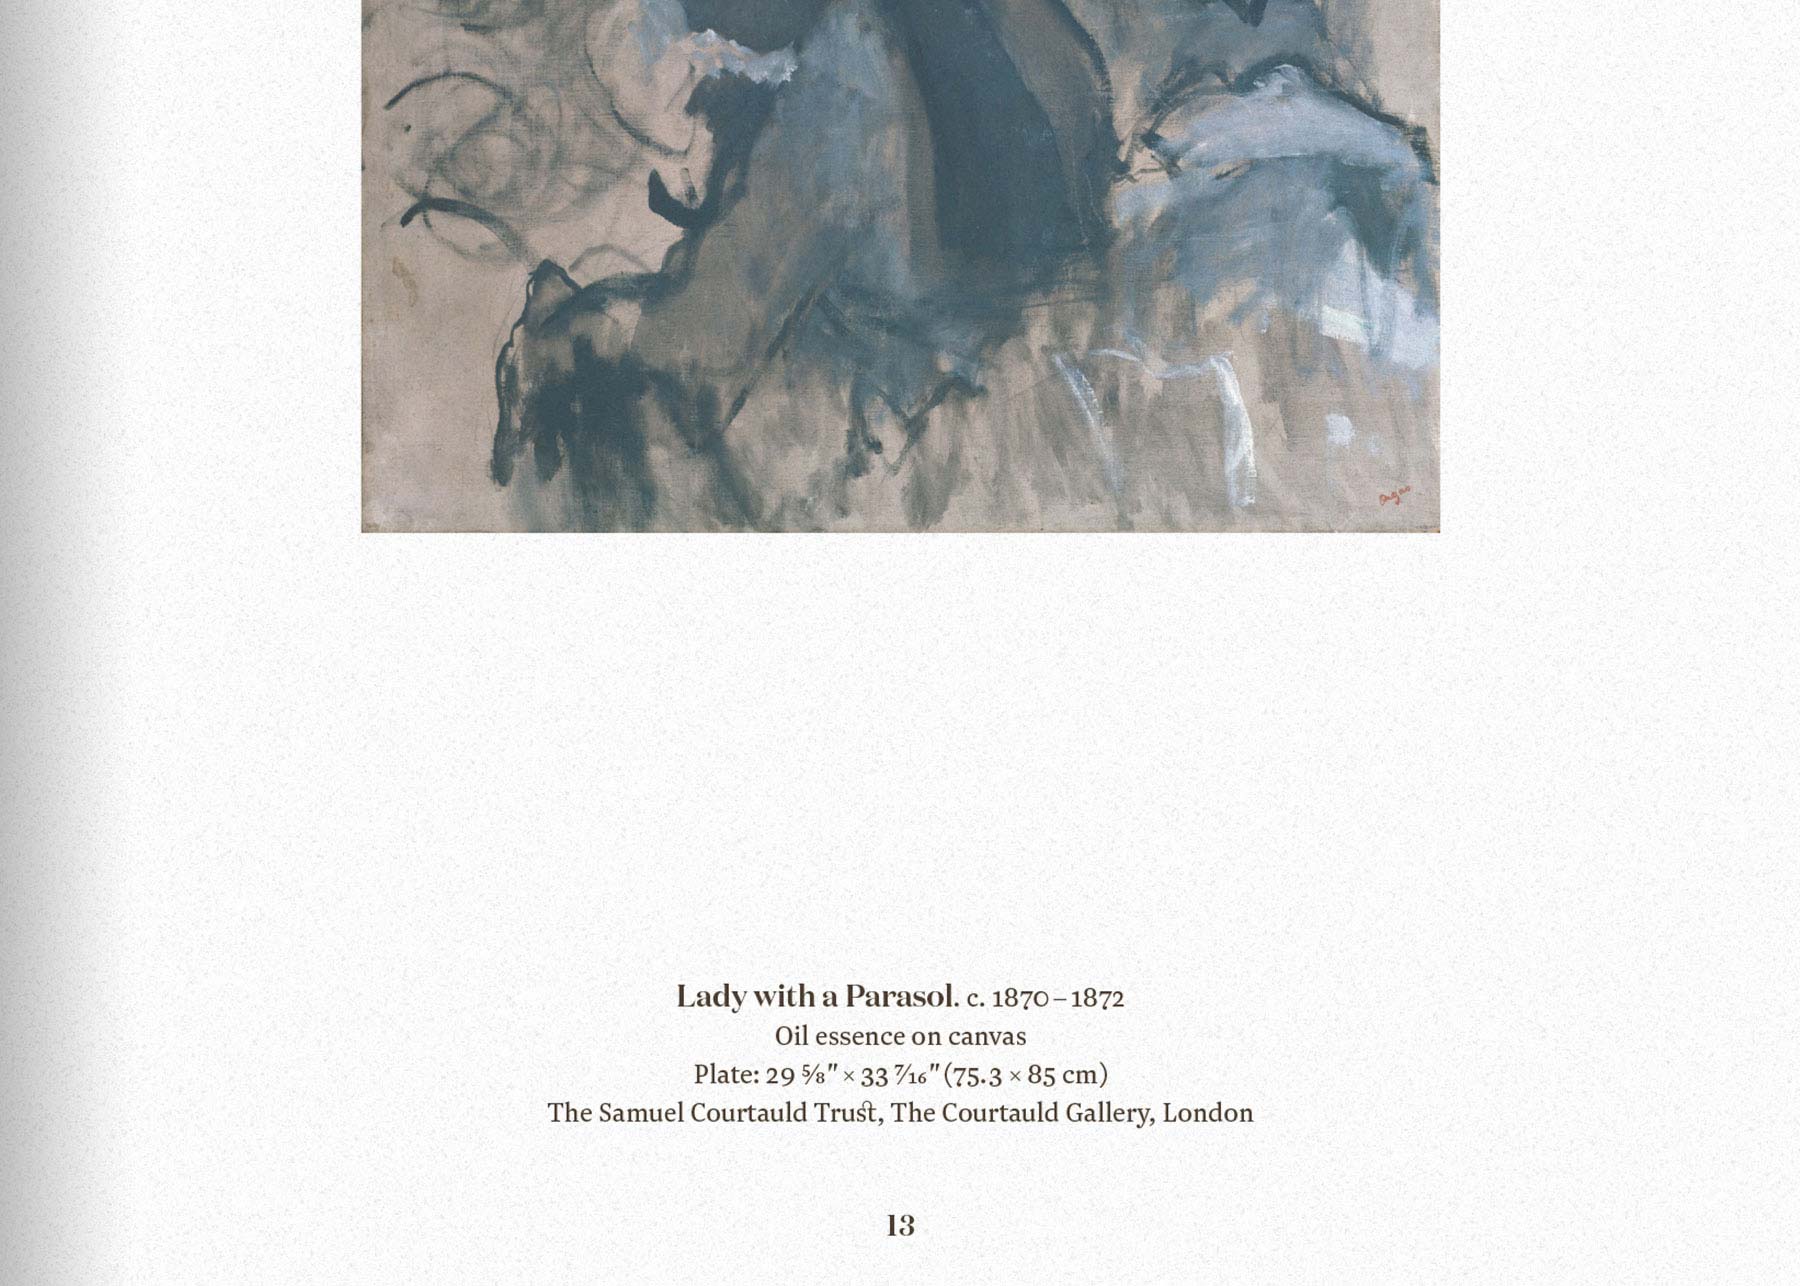 Degas
Lady with a Parasol. c. 1870–1872
Oil essence on canvas
Plate: 29 ⅝" × 33 7⁄16" (75.3 × 85 cm)
The Samuel Courtauld Trust, The Courtauld Gallery, London
13